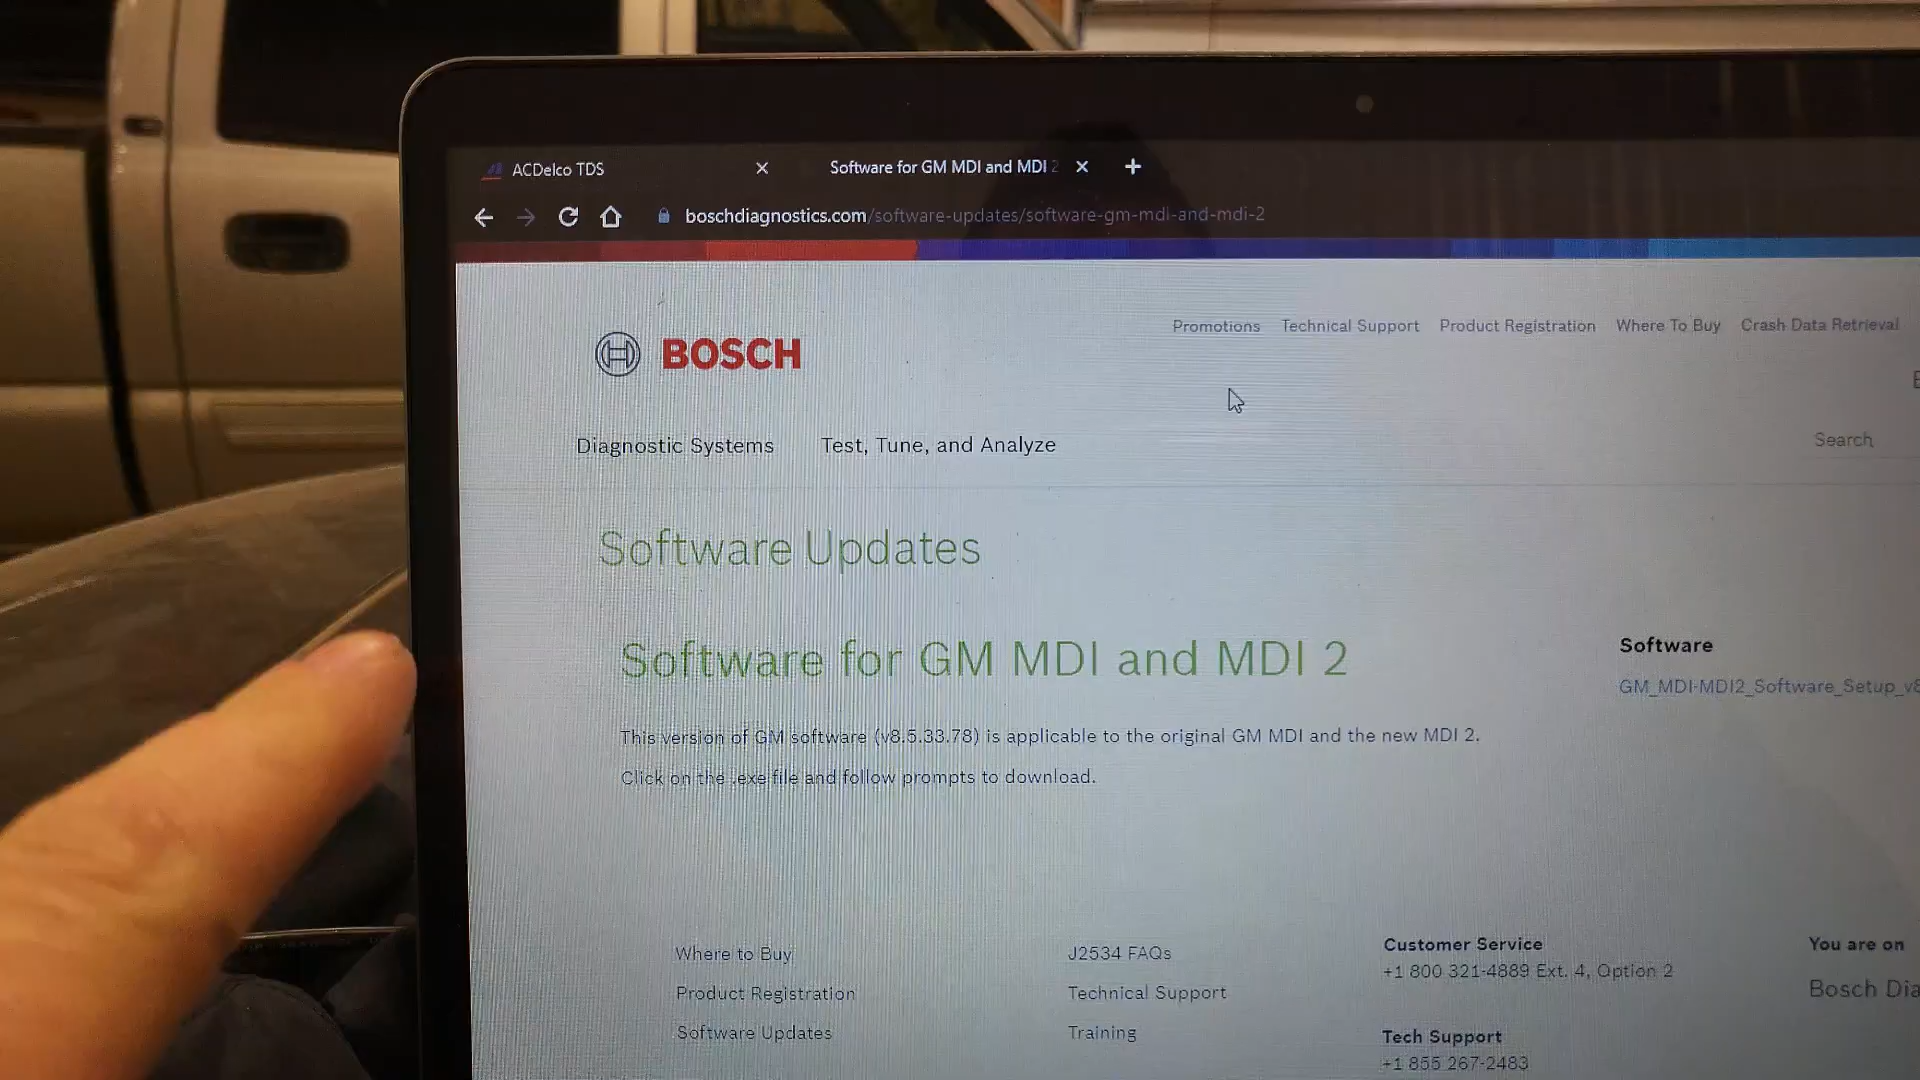 ACDelco TDS
Software for GM MDI and MDI 2
boschdiagnostics.com/software-updates/software-gm-mdi-and-mdi-2
Promotions Technical Support Product Registration Where To Buy Crash Data Retrieval
BOSCH
Search
Diagnostic Systems Test, Tune, and Analyze
Software Updates
Software for GM MDI and MDI 2
This version of GM software (v8.5.33.78) is applicable to the original GM MDI and the new MDI 2.
Click on the .exe file and follow prompts to download.
Software
GM_MDI-MDI2_Software_Setup_v8
Where to Buy
Product Registration
Software Updates
J2534 FAQs
Technical Support
Training
Customer Service
+1 800 321-4889 Ext. 4, Option 2
Tech Support
+1 855 267-2483
You are on
Bosch Dia